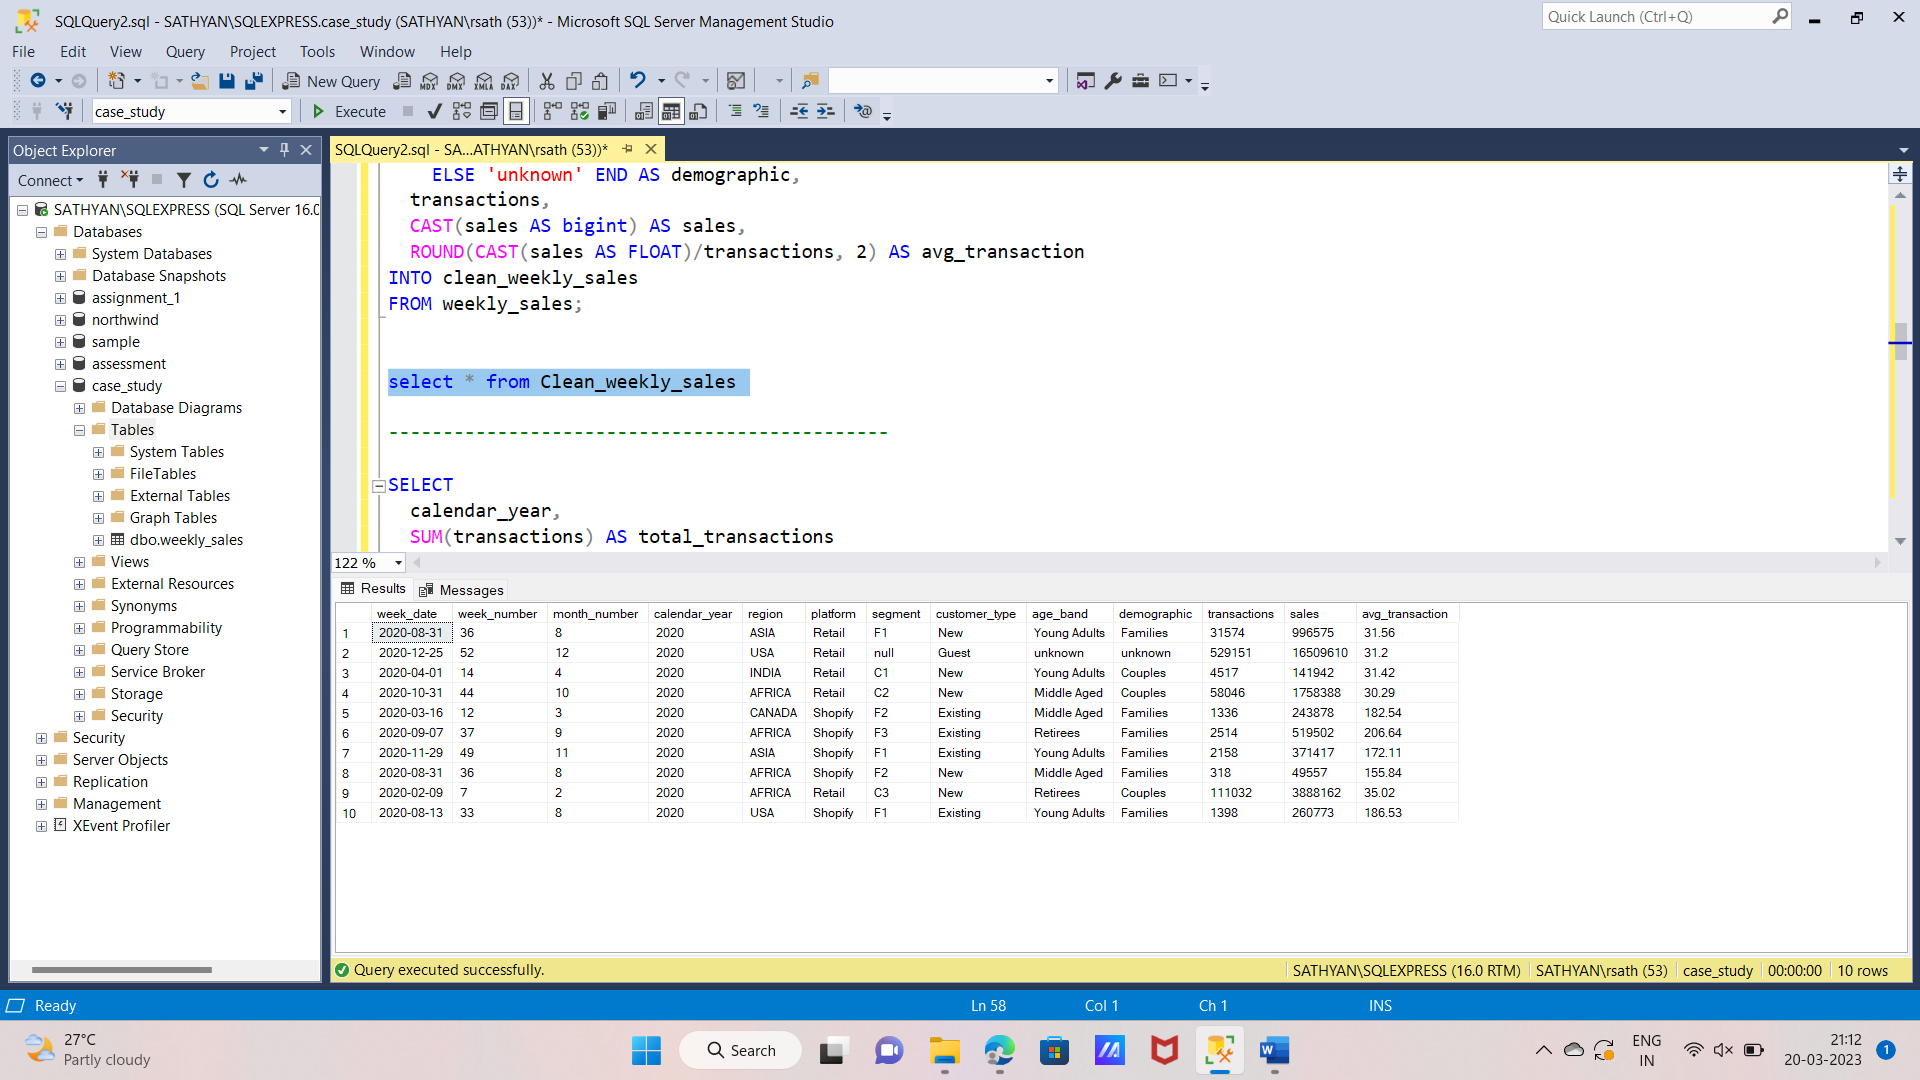 SQLQuery2.sql - SATHYAN\SQLEXPRESS.case_study (SATHYAN\rsath (53))* - Microsoft SQL Server Management Studio
Quick Launch (Ctrl+Q)
File Edit View Query Project Tools Window Help
New Query MDX DMX XMLA DAX
case_study Execute
Object Explorer
Connect
SATHYAN\SQLEXPRESS (SQL Server 16.0
Databases
System Databases
Database Snapshots
assignment_1
northwind
sample
assessment
case_study
Database Diagrams
Tables
System Tables
FileTables
External Tables
Graph Tables
dbo.weekly_sales
Views
External Resources
Synonyms
Programmability
Query Store
Service Broker
Storage
Security
Security
Server Objects
Replication
Management
XEvent Profiler
SQLQuery2.sql - SA...ATHYAN\rsath (53))*
ELSE 'unknown' END AS demographic,
transactions,
CAST(sales AS bigint) AS sales,
ROUND(CAST(sales AS FLOAT)/transactions, 2) AS avg_transaction
INTO clean_weekly_sales
FROM weekly_sales;
select * from Clean_weekly_sales
----------------------------------------------
SELECT
calendar_year,
SUM(transactions) AS total_transactions
122 %
Results Messages
week_date week_number month_number calendar_year region platform segment customer_type age_band demographic transactions sales avg_transaction
1 2020-08-31 36 8 2020 ASIA Retail F1 New Young Adults Families 31574 996575 31.56
2 2020-12-25 52 12 2020 USA Retail null Guest unknown unknown 529151 16509610 31.2
3 2020-04-01 14 4 2020 INDIA Retail C1 New Young Adults Couples 4517 141942 31.42
4 2020-10-31 44 10 2020 AFRICA Retail C2 New Middle Aged Couples 58046 1758388 30.29
5 2020-03-16 12 3 2020 CANADA Shopify F2 Existing Middle Aged Families 1336 243878 182.54
6 2020-09-07 37 9 2020 AFRICA Shopify F3 Existing Retirees Families 2514 519502 206.64
7 2020-11-29 49 11 2020 ASIA Shopify F1 Existing Young Adults Families 2158 371417 172.11
8 2020-08-31 36 8 2020 AFRICA Shopify F2 New Middle Aged Families 318 49557 155.84
9 2020-02-09 7 2 2020 AFRICA Retail C3 New Retirees Couples 111032 3888162 35.02
10 2020-08-13 33 8 2020 USA Shopify F1 Existing Young Adults Families 1398 260773 186.53
Query executed successfully. SATHYAN\SQLEXPRESS (16.0 RTM) SATHYAN\rsath (53) case_study 00:00:00 10 rows
Ready Ln 58 Col 1 Ch 1 INS
27°C
Partly cloudy
Search
ENG
IN
21:12
20-03-2023
1